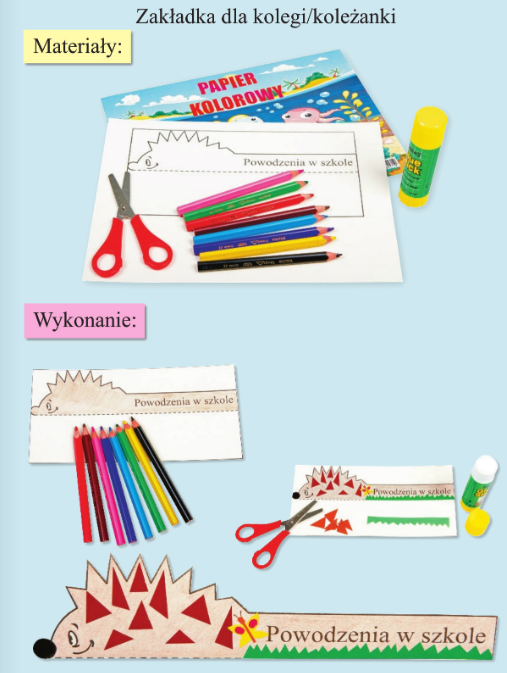 Zakładka dla kolegi/koleżanki
Materiały:
PAPIER
KOLOROWY
Powodzenia w szkole
Wykonanie:
Powodzenia w szkole
Powodzenia w szkole
Powodzenia w szkole